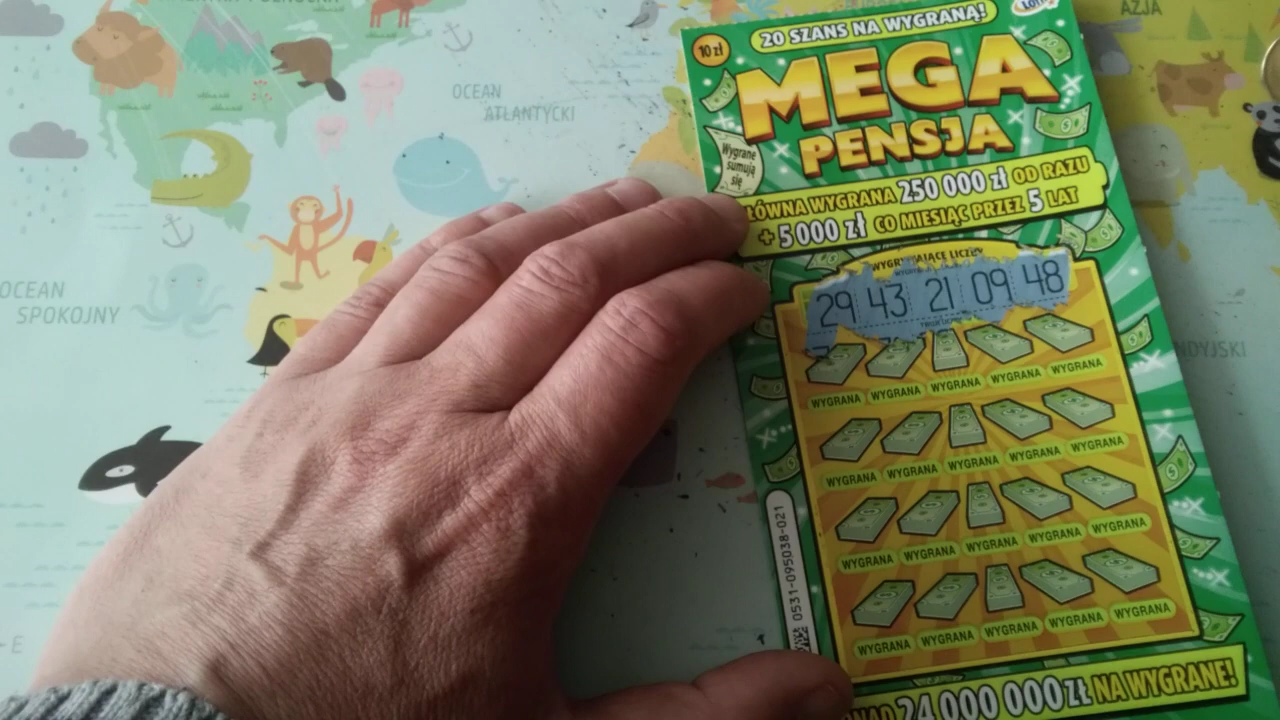 AZJA
OCEAN
ATLANTYCKI
OCEAN
SPOKOJNY
NDYJSKI
E
LOTTO
10 zł
20 SZANS NA WYGRANĄ!
MEGA
PENSJA
Wygrane
sumują
się
ŁÓWNA WYGRANA 250 000 zł OD RAZU
+ 5 000 zł CO MIESIĄC PRZEZ 5 LAT
29 43 21 09 48
WYGRANA WYGRANA WYGRANA WYGRANA WYGRANA
WYGRANA WYGRANA WYGRANA WYGRANA WYGRANA
WYGRANA WYGRANA WYGRANA WYGRANA WYGRANA
WYGRANA WYGRANA WYGRANA WYGRANA WYGRANA
0531-095038-021
NAD 24 000 000 ZŁ NA WYGRANE!